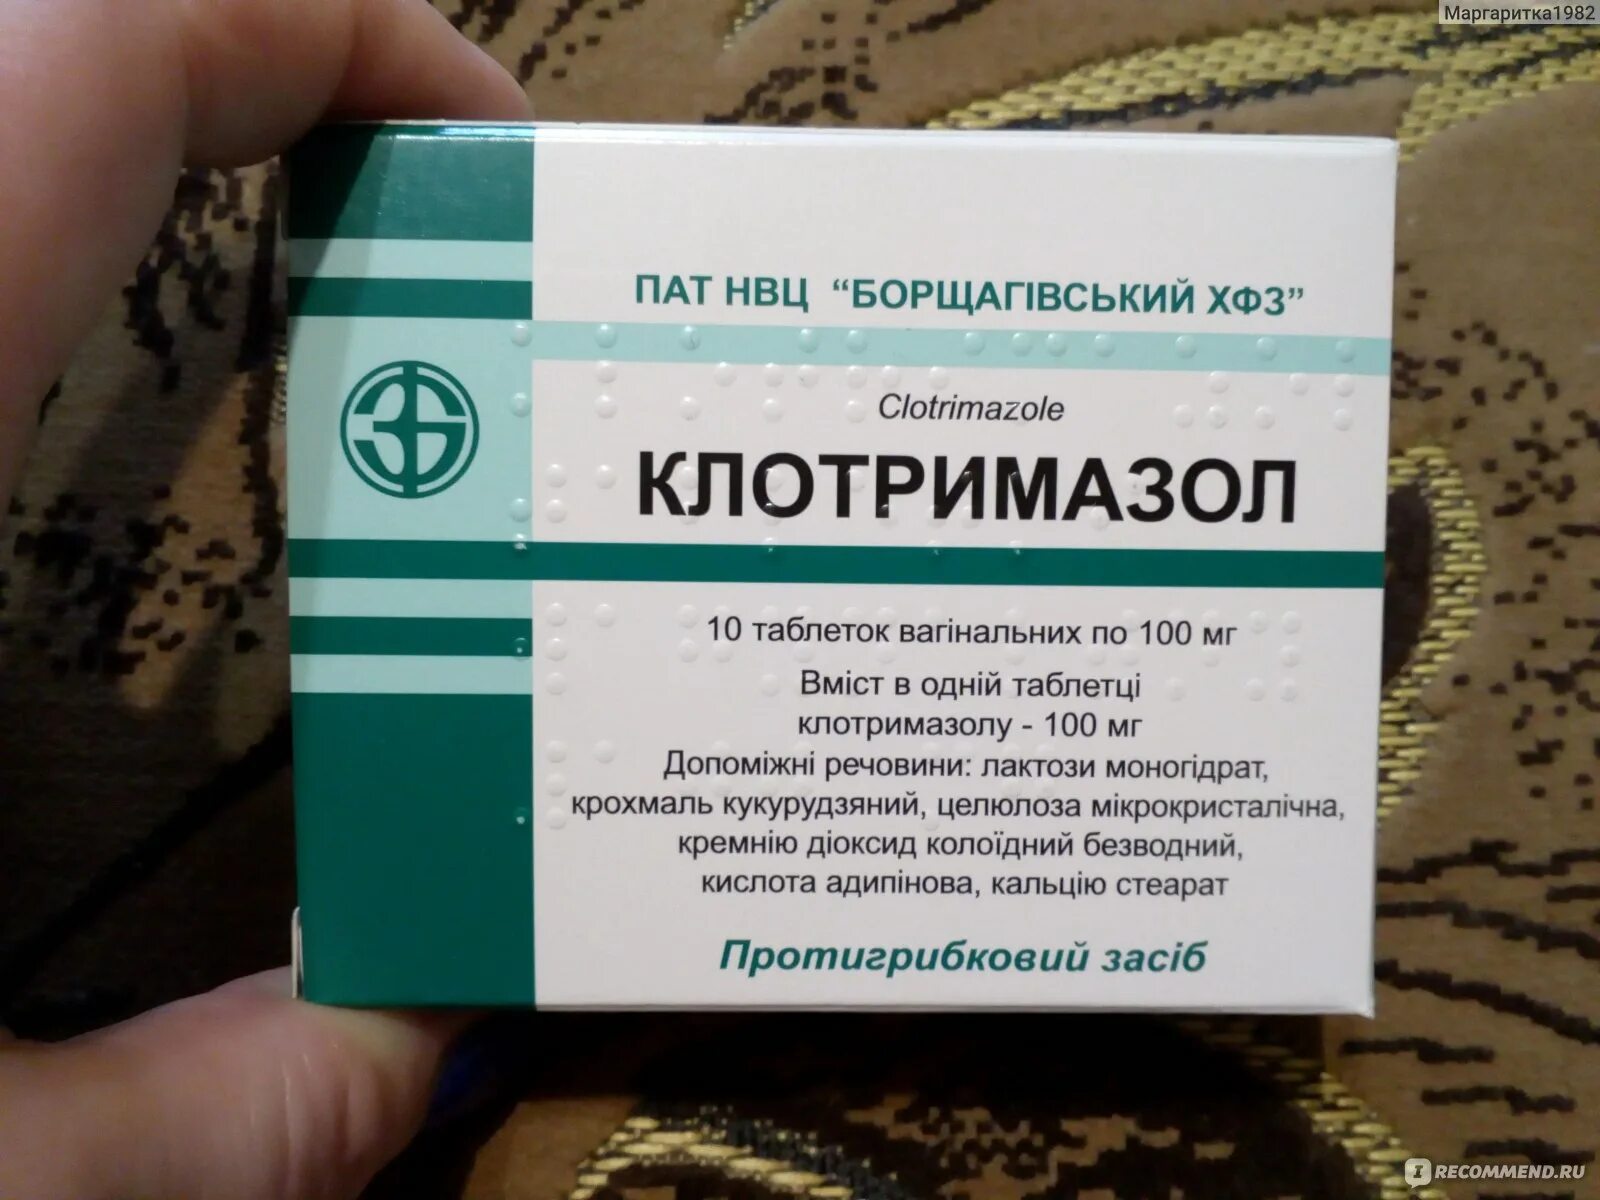 Маргаритка1982
ПАТ НВЦ “БОРЩАГІВСЬКИЙ ХФЗ”
Clotrimazole
КЛОТРИМАЗОЛ
10 таблеток вагінальних по 100 мг
Вміст в одній таблетці
клотримазолу - 100 мг
Допоміжні речовини: лактози моногідрат,
крохмаль кукурудзяний, целюлоза мікрокристалічна,
кремнію діоксид колоїдний безводний,
кислота адипінова, кальцію стеарат
Протигрибковий засіб
IRECOMMEND.RU